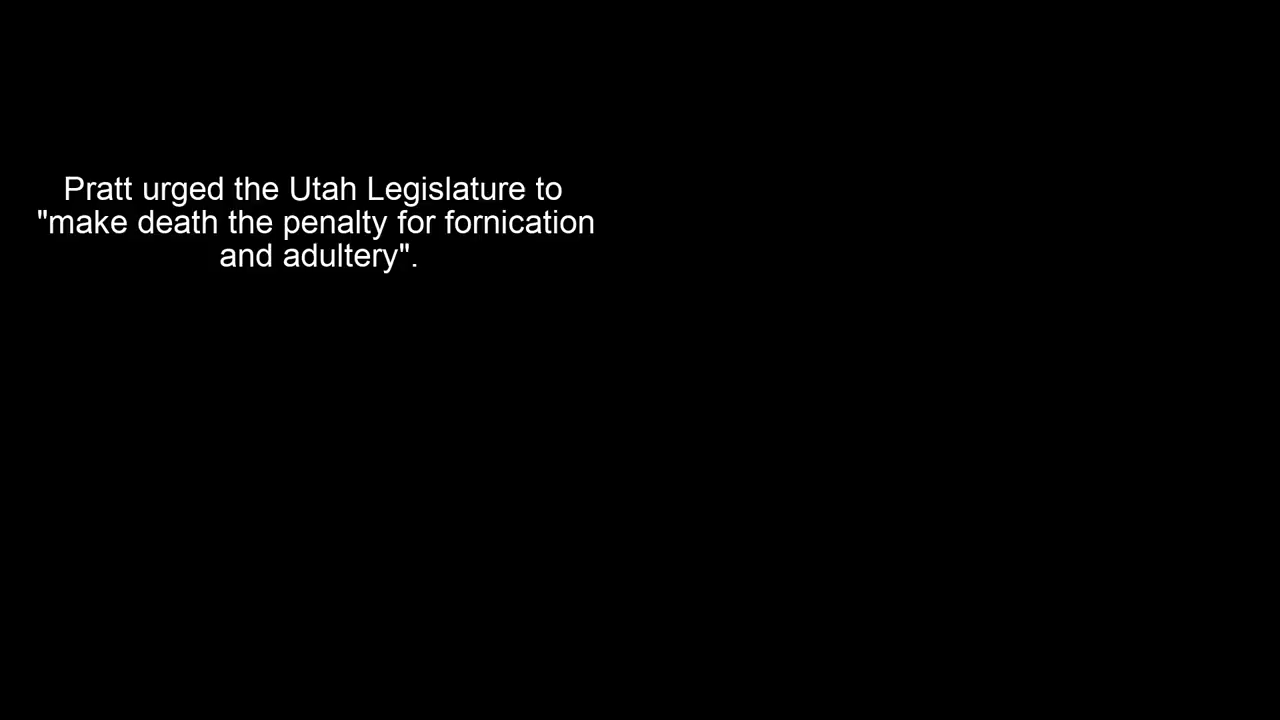 Pratt urged the Utah Legislature to
"make death the penalty for fornication
and adultery".